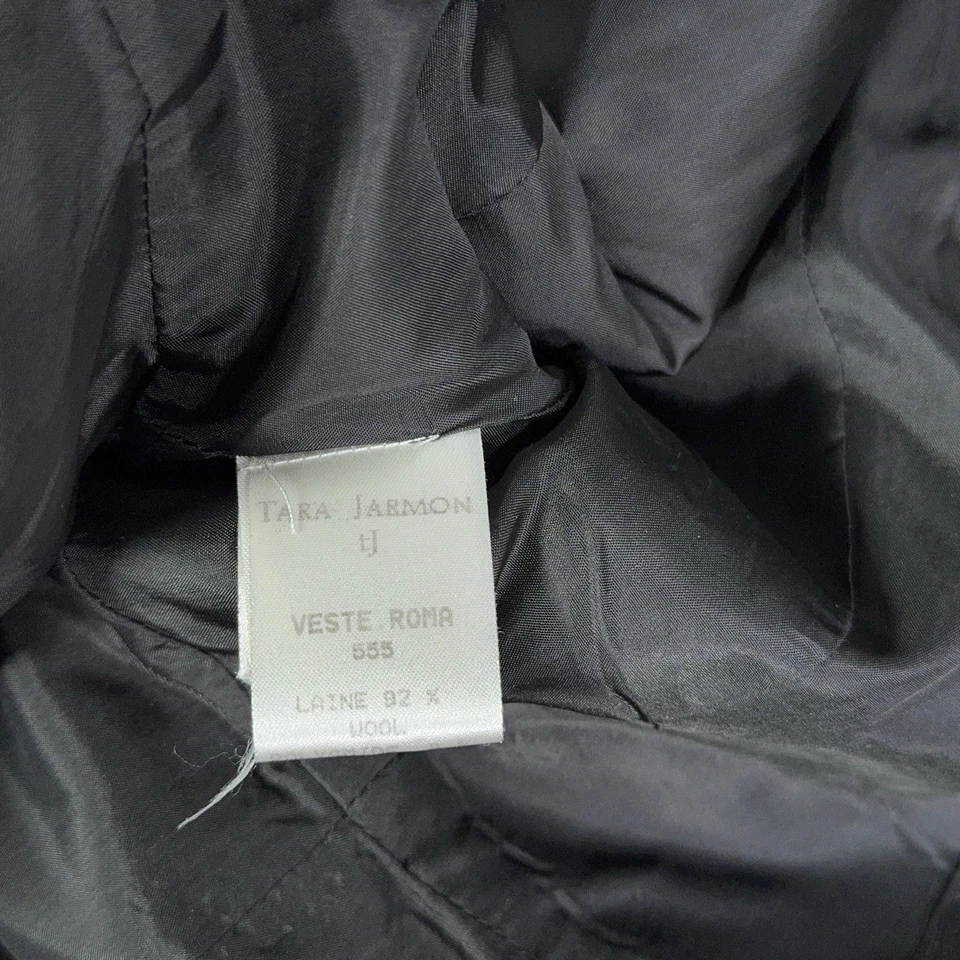 TARA JARMON
tJ
VESTE ROMA
555
LAINE 92 %
WOOL